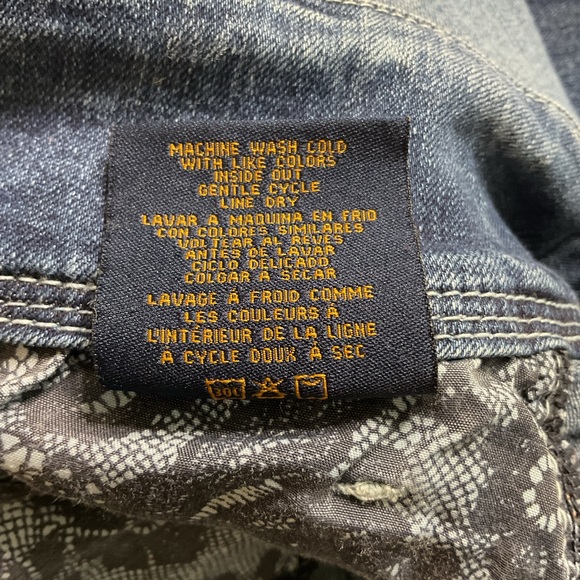 MACHINE WASH COLD
WITH LIKE COLORS
INSIDE OUT
GENTLE CYCLE
LINE DRY
LAVAR A MAQUINA EN FRIO
CON COLORES SIMILARES
VOLTEAR AL REVES
ANTES DE LAVAR
CICLO DELICADO
COLGAR A SECAR
LAVAGE À FROID COMME
LES COULEURS À
L'INTÉRIEUR DE LA LIGNE
À CYCLE DOUX À SEC